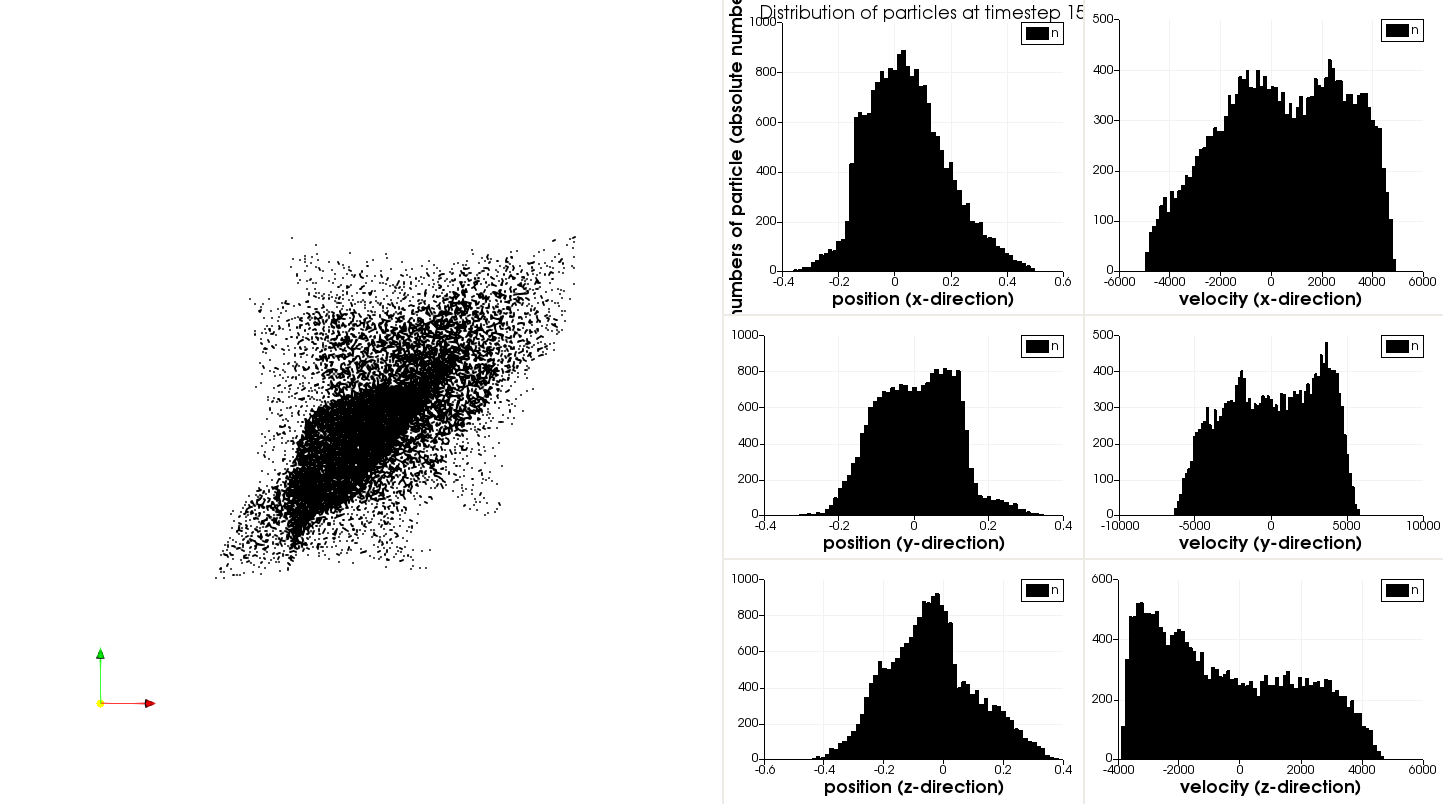 Distribution of particles at timestep 15
numbers of particle (absolute numbe
n
1000
800
600
400
200
0
-0.4 -0.2 0 0.2 0.4 0.6
position (x-direction)
n
500
400
300
200
100
0
-6000 -4000 -2000 0 2000 4000 6000
velocity (x-direction)
n
1000
800
600
400
200
0
-0.4 -0.2 0 0.2 0.4
position (y-direction)
n
500
400
300
200
100
0
-10000 -5000 0 5000 10000
velocity (y-direction)
n
1000
800
600
400
200
0
-0.6 -0.4 -0.2 0 0.2 0.4
position (z-direction)
n
600
400
200
0
-4000 -2000 0 2000 4000 6000
velocity (z-direction)